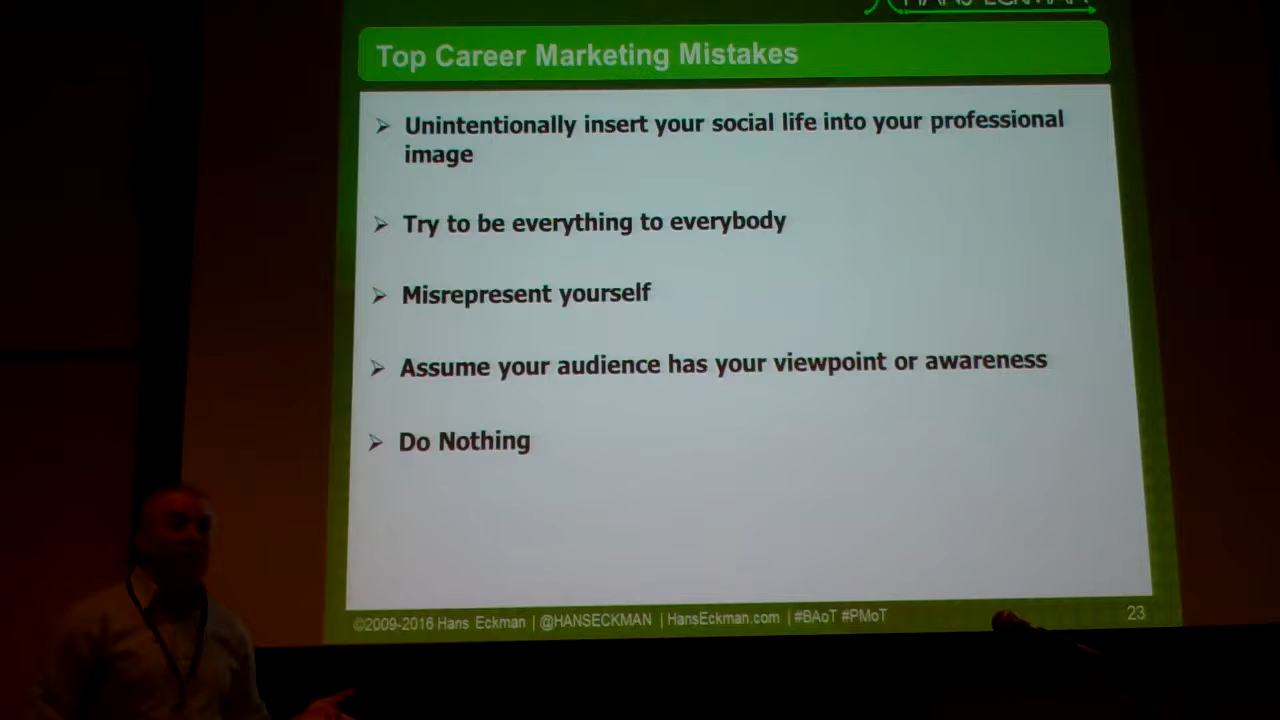 HANS ECKMAN
Top Career Marketing Mistakes
Unintentionally insert your social life into your professional
image
Try to be everything to everybody
Misrepresent yourself
Assume your audience has your viewpoint or awareness
Do Nothing
©2009-2016 Hans Eckman | @HANSECKMAN | HansEckman.com | #BAoT #PMoT
23